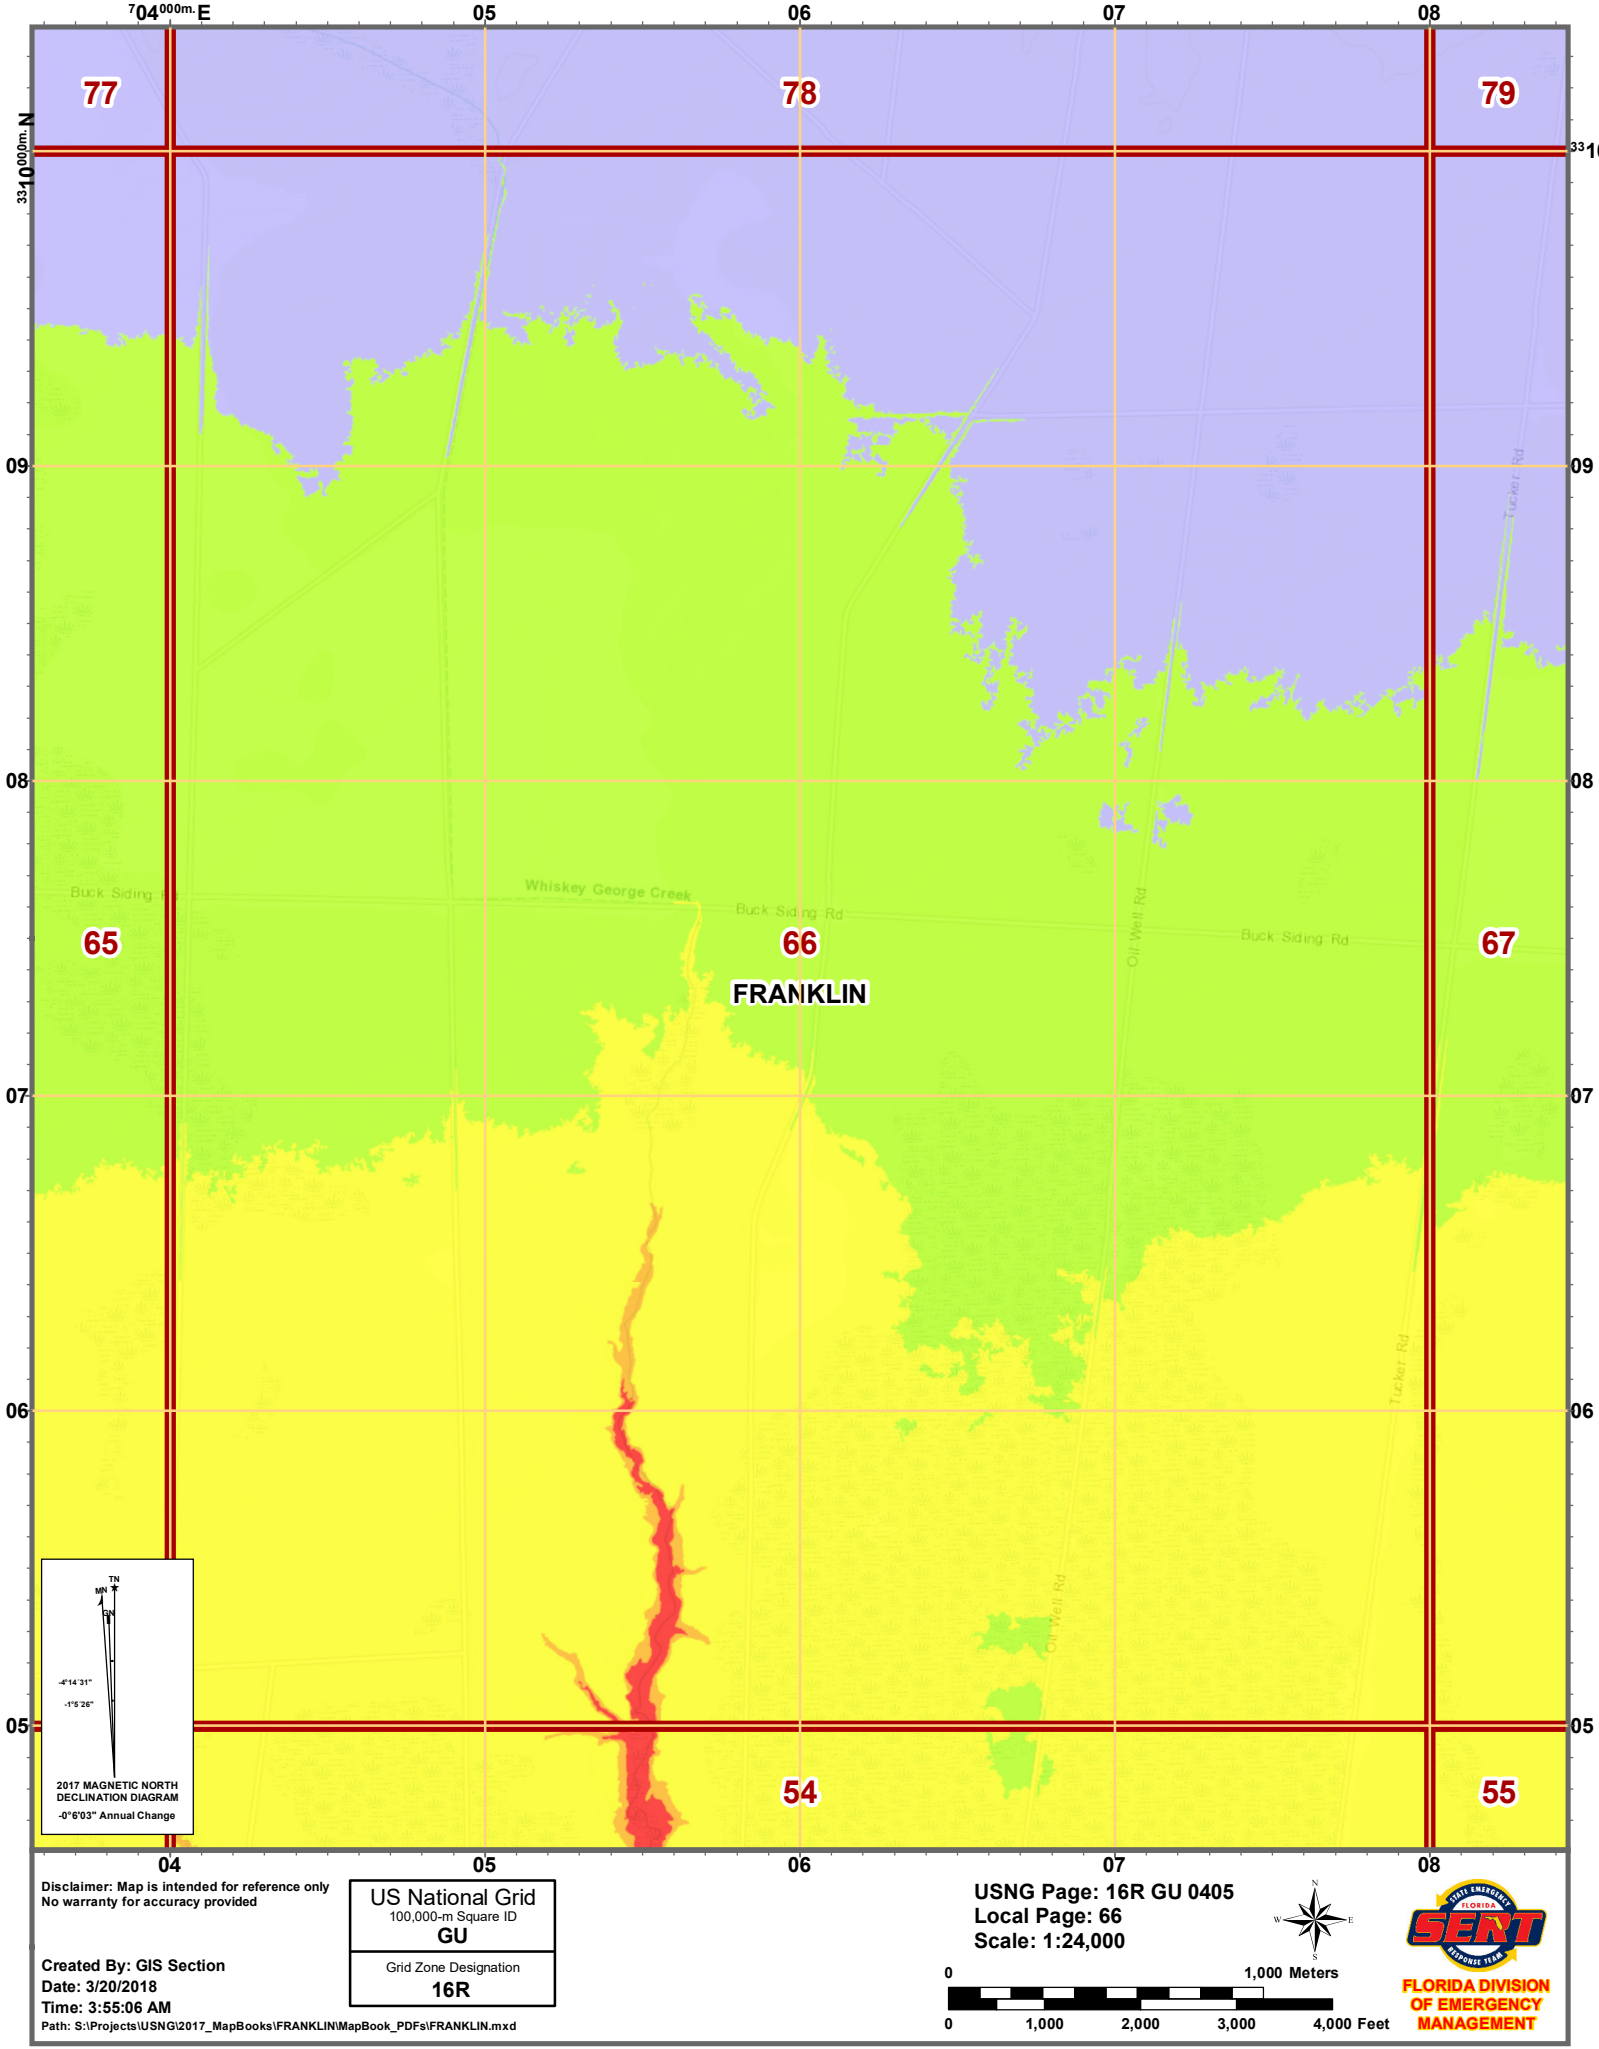 704000m.E 05 06 07 08
77 78 79
3310000m.N
3310
09 09
Tucker Rd
08 08
Buck Siding Rd
Whiskey George Creek
Buck Siding Rd
Buck Siding Rd
Oil Well Rd
65 66 67
FRANKLIN
07 07
Tucker Rd
06 06
Oil Well Rd
TN
MN
GN
-4°14'31"
-1°5'26"
05 05
2017 MAGNETIC NORTH
DECLINATION DIAGRAM
-0°6'03" Annual Change
54 55
04 05 06 07 08
Disclaimer: Map is intended for reference only
No warranty for accuracy provided
Created By: GIS Section
Date: 3/20/2018
Time: 3:55:06 AM
Path: S:\Projects\USNG\2017_MapBooks\FRANKLIN\MapBook_PDFs\FRANKLIN.mxd
US National Grid
100,000-m Square ID
GU
Grid Zone Designation
16R
USNG Page: 16R GU 0405
Local Page: 66
Scale: 1:24,000
N
W E
S
0 1,000 Meters
0 1,000 2,000 3,000 4,000 Feet
STATE EMERGENCY
FLORIDA
SERT
RESPONSE TEAM
FLORIDA DIVISION
OF EMERGENCY
MANAGEMENT